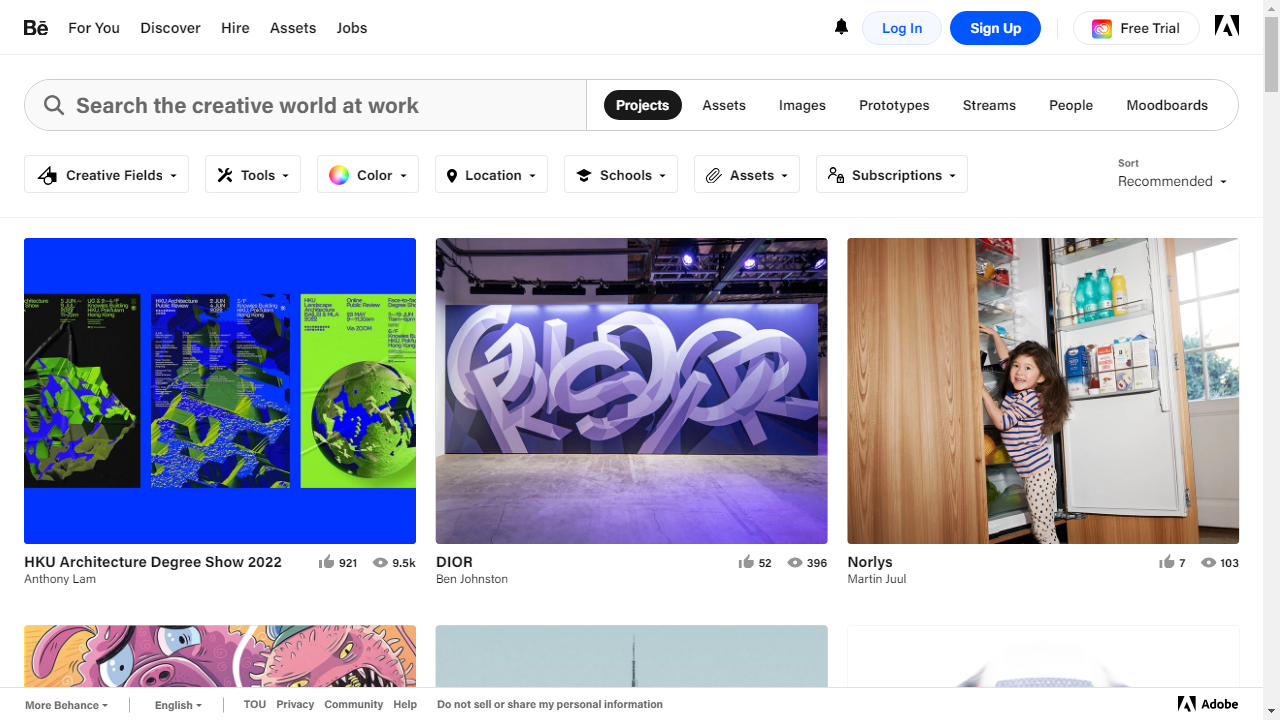 Bē For You Discover Hire Assets Jobs Log In Sign Up Free Trial
Search the creative world at work Projects Assets Images Prototypes Streams People Moodboards
Creative Fields Tools Color Location Schools Assets Subscriptions
Sort
Recommended
HKU Architecture Degree Show 2022 921 9.5k
Anthony Lam
DIOR 52 396
Ben Johnston
Norlys 7 103
Martin Juul
More Behance English TOU Privacy Community Help Do not sell or share my personal information Adobe